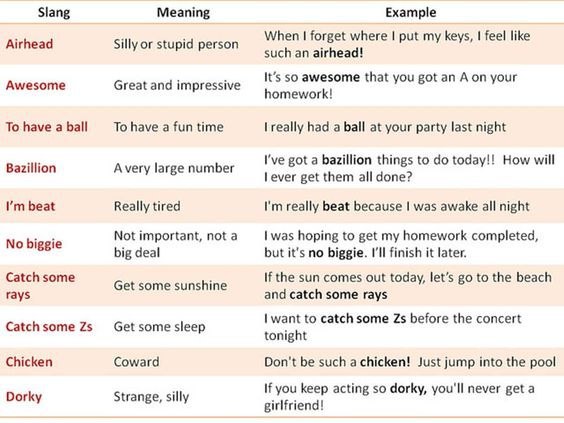 Slang Meaning Example
Airhead Silly or stupid person When I forget where I put my keys, I feel like
such an airhead!
Awesome Great and impressive It's so awesome that you got an A on your
homework!
To have a ball To have a fun time I really had a ball at your party last night
Bazillion A very large number I've got a bazillion things to do today!! How will
I ever get them all done?
I'm beat Really tired I'm really beat because I was awake all night
No biggie Not important, not a
big deal I was hoping to get my homework completed,
but it's no biggie. I'll finish it later.
Catch some
rays Get some sunshine If the sun comes out today, let's go to the beach
and catch some rays
Catch some Zs Get some sleep I want to catch some Zs before the concert
tonight
Chicken Coward Don't be such a chicken! Just jump into the pool
Dorky Strange, silly If you keep acting so dorky, you'll never get a
girlfriend!